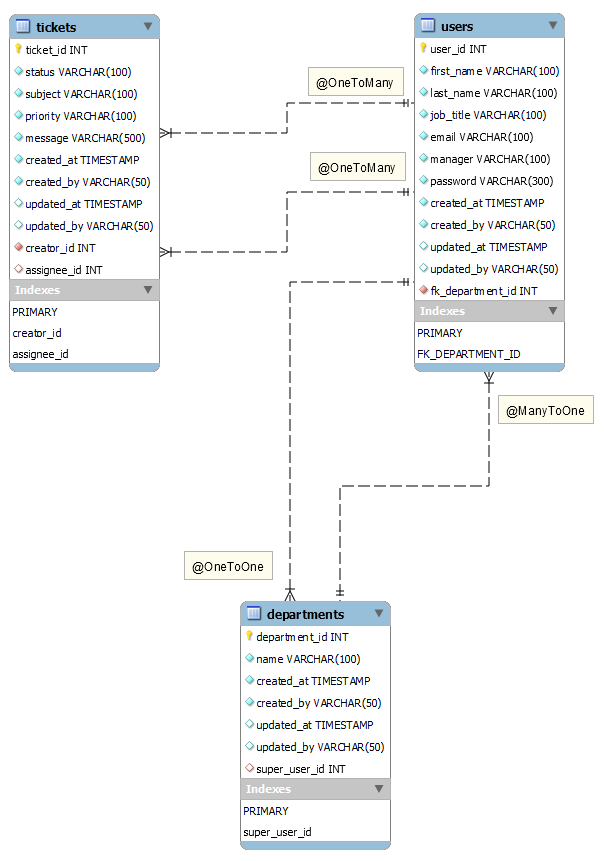 tickets
ticket_id INT
status VARCHAR(100)
subject VARCHAR(100)
priority VARCHAR(100)
message VARCHAR(500)
created_at TIMESTAMP
created_by VARCHAR(50)
updated_at TIMESTAMP
updated_by VARCHAR(50)
creator_id INT
assignee_id INT
Indexes
PRIMARY
creator_id
assignee_id
@OneToMany
@OneToMany
users
user_id INT
first_name VARCHAR(100)
last_name VARCHAR(100)
job_title VARCHAR(100)
email VARCHAR(100)
manager VARCHAR(100)
password VARCHAR(300)
created_at TIMESTAMP
created_by VARCHAR(50)
updated_at TIMESTAMP
updated_by VARCHAR(50)
fk_department_id INT
Indexes
PRIMARY
FK_DEPARTMENT_ID
@ManyToOne
@OneToOne
departments
department_id INT
name VARCHAR(100)
created_at TIMESTAMP
created_by VARCHAR(50)
updated_at TIMESTAMP
updated_by VARCHAR(50)
super_user_id INT
Indexes
PRIMARY
super_user_id